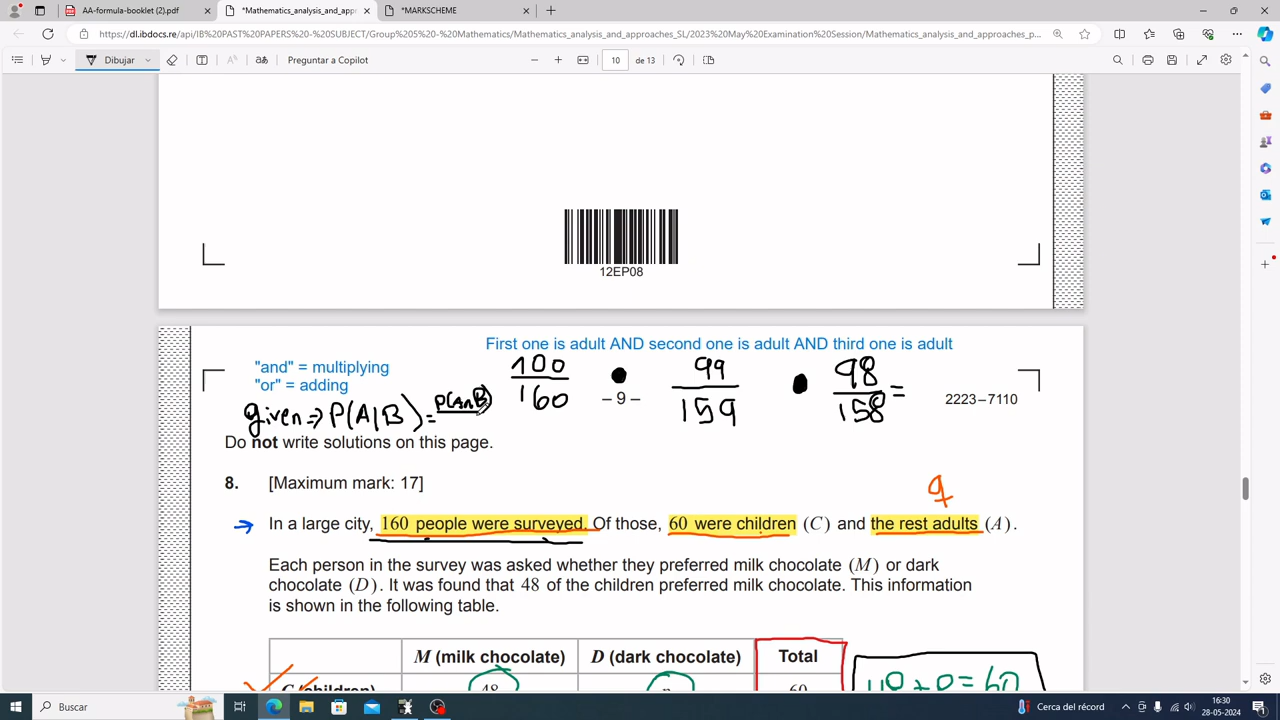 AA-formula-booklet (2).pdf
*Mathematics_analysis_and_app
*MARKSCHEME
https://dl.ibdocs.re/api/IB%20PAST%20PAPERS%20-%20SUBJECT/Group%205%20-%20Mathematics/Mathematics_analysis_and_approaches_SL/2023%20May%20Examination%20Session/Mathematics_analysis_and_approaches_p...
Dibujar
Preguntar a Copilot
10 de 13
12EP08
First one is adult AND second one is adult AND third one is adult
"and" = multiplying
"or" = adding
100/160 • 99/159 • 98/158 =
given => P(A|B) = P(A∩B)
– 9 –
2223–7110
Do not write solutions on this page.
8. [Maximum mark: 17]
In a large city, 160 people were surveyed. Of those, 60 were children (C) and the rest adults (A).
Each person in the survey was asked whether they preferred milk chocolate (M) or dark
chocolate (D). It was found that 48 of the children preferred milk chocolate. This information
is shown in the following table.
M (milk chocolate) D (dark chocolate) Total
C (children) 48 n 60
Buscar
Cerca del récord
16:30
28-05-2024